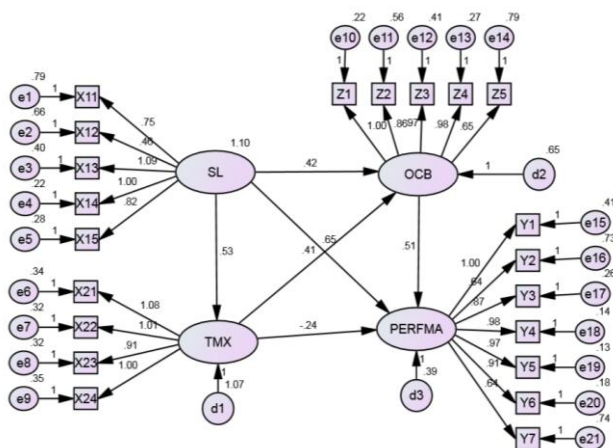 .22 .56 .41 .27 .79
e10 e11 e12 e13 e14
1 1 1 1 1
Z1 Z2 Z3 Z4 Z5
1.00 .86 .97 .98 .65
.79
e1 1 X11
.66
e2 1 X12
.40
e3 1 X13
.22
e4 1 X14
.28
e5 1 X15
.75
.46
1.09
1.00
.82
1.10
SL
.42
OCB
1
.65
d2
.53
.41
.65
.51
.34
e6 1 X21
.32
e7 1 X22
.32
e8 1 X23
.35
e9 1 X24
1.08
1.01
.91
1.00
TMX
-.24
PERFMA
1
1.07
d1
1
.39
d3
1.00
.64
.87
.98
.97
.91
.64
.41
Y1 1 e15
.73
Y2 1 e16
.26
Y3 1 e17
.14
Y4 1 e18
.13
Y5 1 e19
.18
Y6 1 e20
.74
Y7 1 e21